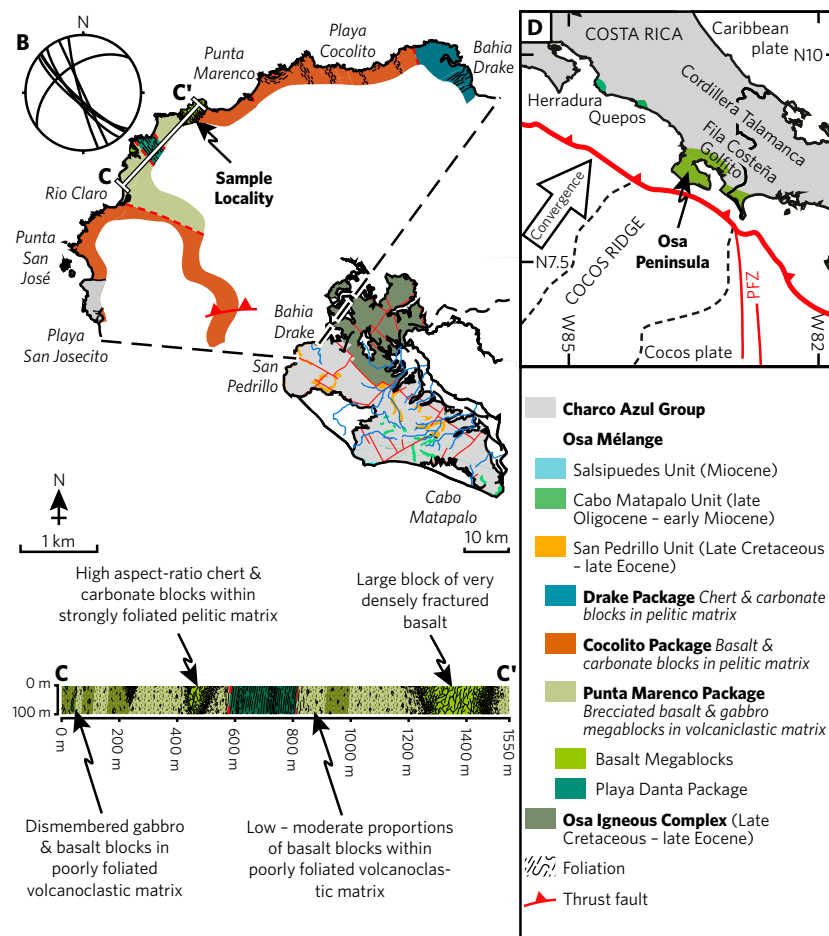 B
N
Punta
Marenco
Playa
Cocolito
Bahia
Drake
C'
C
Sample
Locality
Rio Claro
Punta
San
José
Playa
San Josecito
Bahia
Drake
San
Pedrillo
Cabo
Matapalo
N
1 km
10 km
D
COSTA RICA
Caribbean
plate
N10
Herradura
Quepos
Cordillera Talamanca
Fila Costeña
Golfito
Convergence
Osa
Peninsula
N7.5
COCOS RIDGE
PFZ
W85
W82
Cocos plate
High aspect-ratio chert &
carbonate blocks within
strongly foliated pelitic matrix
Large block of very
densely fractured
basalt
C
C'
0 m
100 m
0 m
200 m
400 m
600 m
800 m
1000 m
1200 m
1400 m
1550 m
Dismembered gabbro
& basalt blocks in
poorly foliated
volcanoclastic matrix
Low – moderate proportions
of basalt blocks within
poorly foliated volcanoclas-
tic matrix
Charco Azul Group
Osa Mélange
Salsipuedes Unit (Miocene)
Cabo Matapalo Unit (late
Oligocene – early Miocene)
San Pedrillo Unit (Late Cretaceous
– late Eocene)
Drake Package Chert & carbonate
blocks in pelitic matrix
Cocolito Package Basalt &
carbonate blocks in pelitic matrix
Punta Marenco Package
Brecciated basalt & gabbro
megablocks in volcaniclastic matrix
Basalt Megablocks
Playa Danta Package
Osa Igneous Complex (Late
Cretaceous – late Eocene)
Foliation
Thrust fault